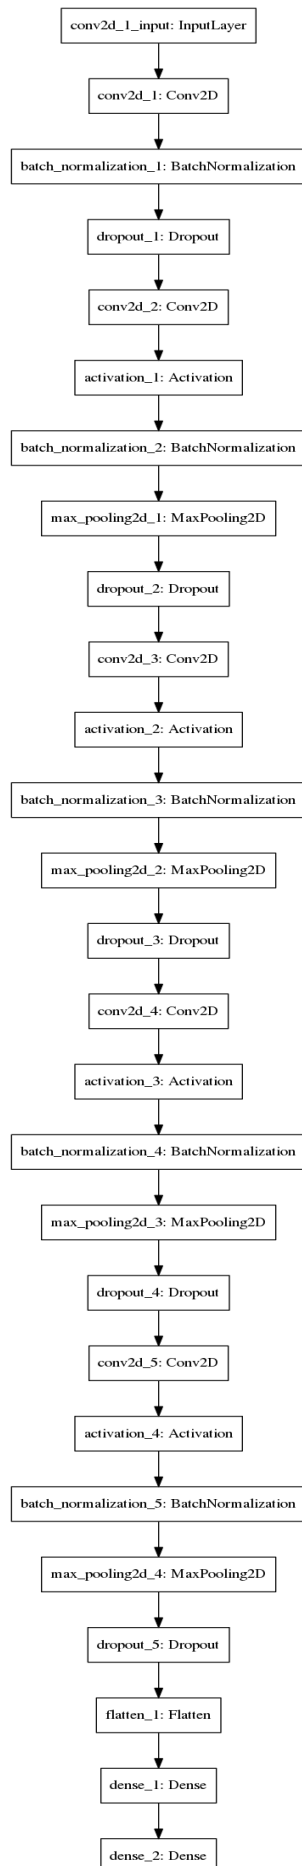 conv2d_1_input: InputLayer
conv2d_1: Conv2D
batch_normalization_1: BatchNormalization
dropout_1: Dropout
conv2d_2: Conv2D
activation_1: Activation
batch_normalization_2: BatchNormalization
max_pooling2d_1: MaxPooling2D
dropout_2: Dropout
conv2d_3: Conv2D
activation_2: Activation
batch_normalization_3: BatchNormalization
max_pooling2d_2: MaxPooling2D
dropout_3: Dropout
conv2d_4: Conv2D
activation_3: Activation
batch_normalization_4: BatchNormalization
max_pooling2d_3: MaxPooling2D
dropout_4: Dropout
conv2d_5: Conv2D
activation_4: Activation
batch_normalization_5: BatchNormalization
max_pooling2d_4: MaxPooling2D
dropout_5: Dropout
flatten_1: Flatten
dense_1: Dense
dense_2: Dense